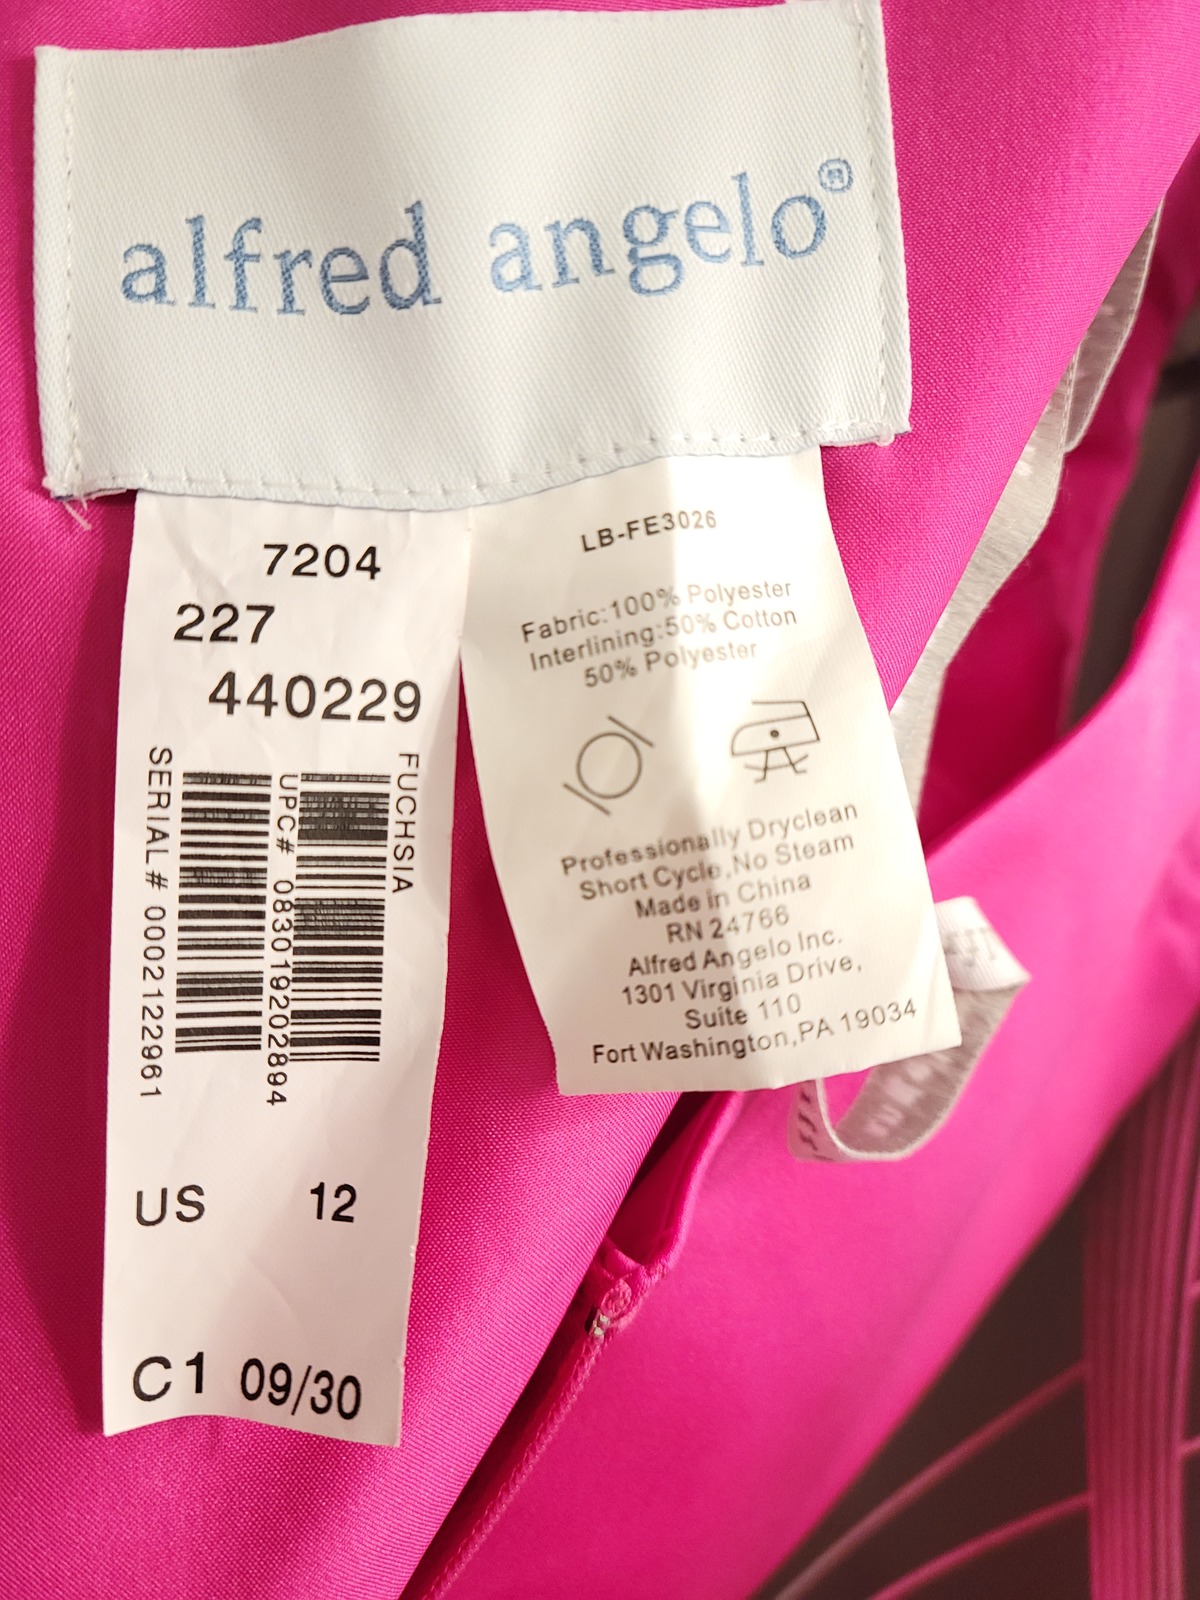 alfred angelo®
7204
227
440229
FUCHSIA
UPC# 083019202894
SERIAL# 0002122961
US 12
C1 09/30
LB-FE3026
Fabric:100% Polyester
Interlining:50% Cotton
50% Polyester
Professionally Dryclean
Short Cycle,No Steam
Made in China
RN 24766
Alfred Angelo Inc.
1301 Virginia Drive,
Suite 110
Fort Washington,PA 19034